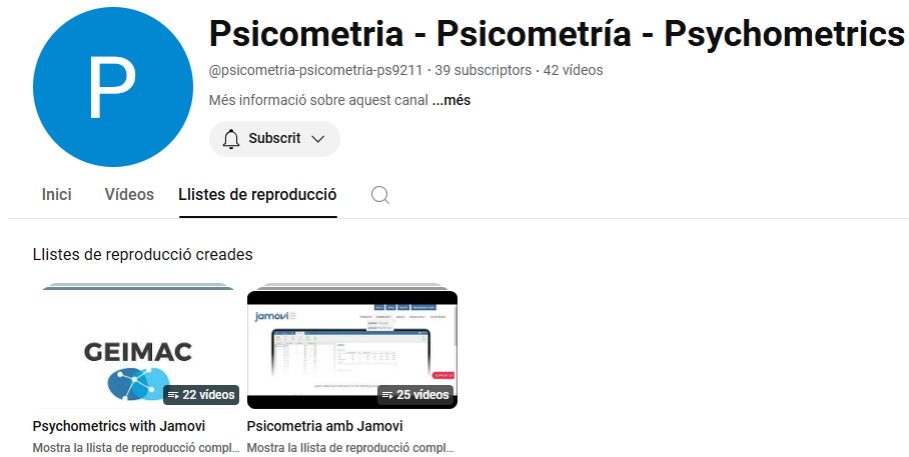 P
Psicometria - Psicometría - Psychometrics
@psicometria-psicometria-ps9211 · 39 subscriptors · 42 vídeos
Més informació sobre aquest canal ...més
Subscrit
Inici Vídeos Llistes de reproducció
Llistes de reproducció creades
GEIMAC
22 vídeos
jamovi
25 vídeos
Psychometrics with Jamovi
Psicometria amb Jamovi
Mostra la llista de reproducció compl...
Mostra la llista de reproducció compl...